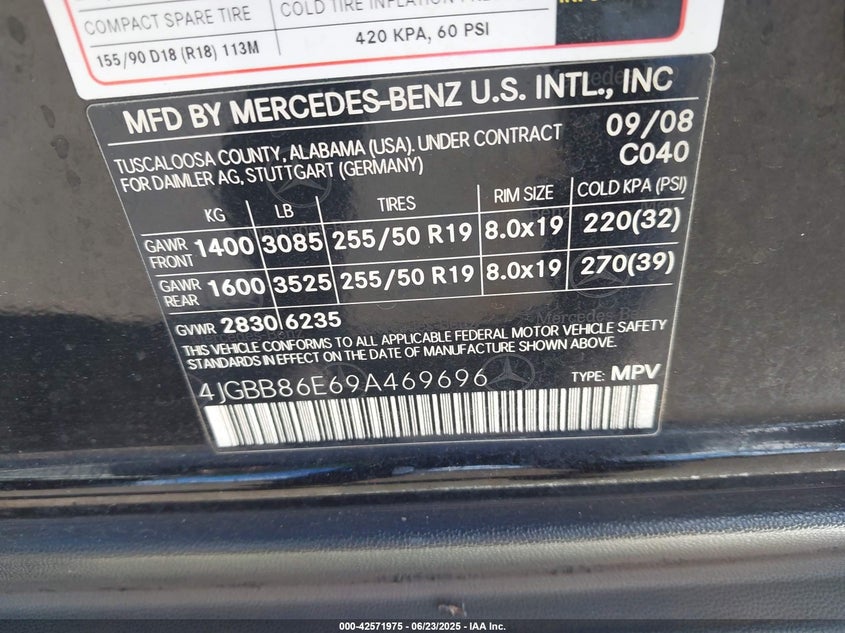 COMPACT SPARE TIRE
COLD TIRE INFLATION
155/90 D18 (R18) 113M
420 KPA, 60 PSI
MFD BY MERCEDES-BENZ U.S. INTL., INC
TUSCALOOSA COUNTY, ALABAMA (USA). UNDER CONTRACT
FOR DAIMLER AG, STUTTGART (GERMANY)
09/08
C040
KG LB TIRES RIM SIZE COLD KPA (PSI)
GAWR FRONT 1400 3085 255/50 R19 8.0x19 220(32)
GAWR REAR 1600 3525 255/50 R19 8.0x19 270(39)
GVWR 2830 6235
THIS VEHICLE CONFORMS TO ALL APPLICABLE FEDERAL MOTOR VEHICLE SAFETY
STANDARDS IN EFFECT ON THE DATE OF MANUFACTURE SHOWN ABOVE.
4JGBB86E69A469696 TYPE: MPV
000-42571975 - 06/23/2025 - IAA Inc.